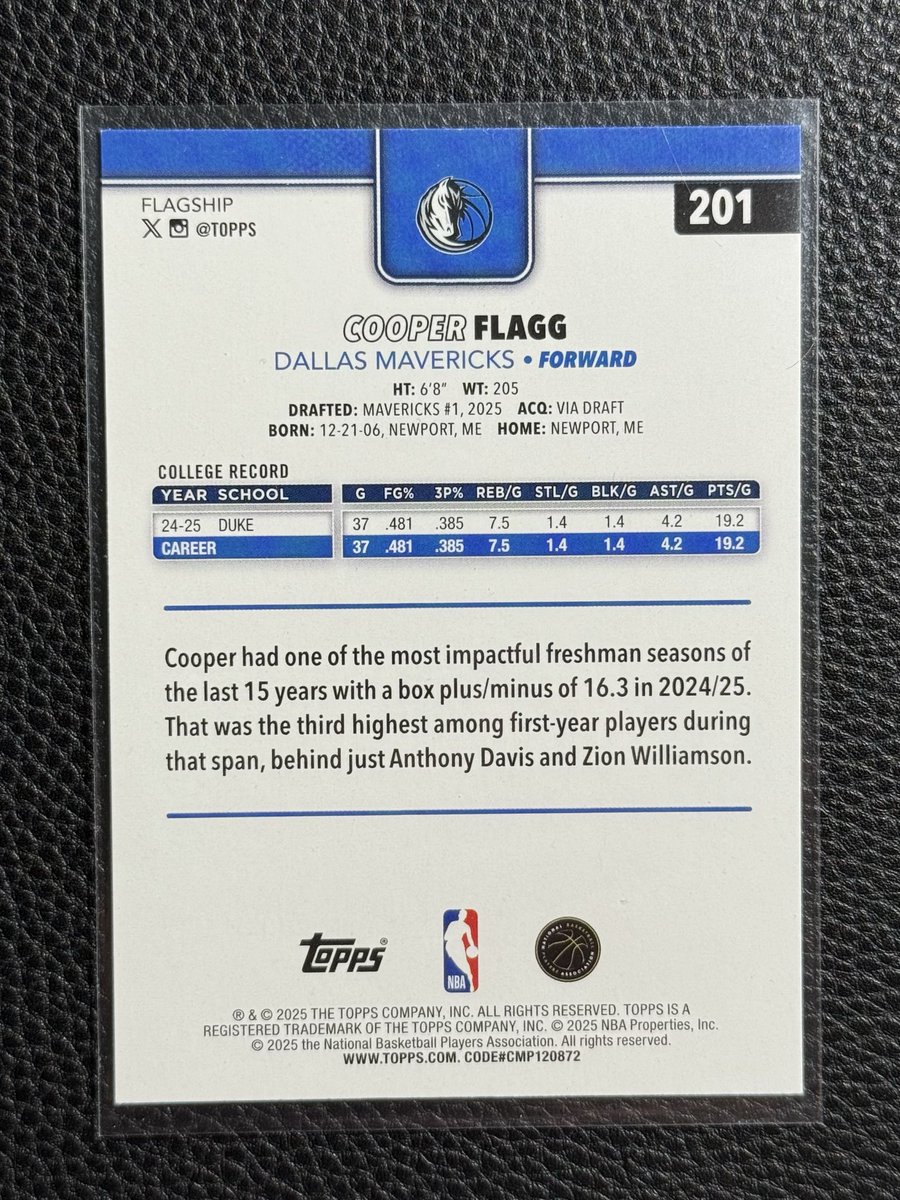 FLAGSHIP
@TOPPS
201
COOPER FLAGG
DALLAS MAVERICKS • FORWARD
HT: 6'8" WT: 205
DRAFTED: MAVERICKS #1, 2025 ACQ: VIA DRAFT
BORN: 12-21-06, NEWPORT, ME HOME: NEWPORT, ME
COLLEGE RECORD
YEAR SCHOOL G FG% 3P% REB/G STL/G BLK/G AST/G PTS/G
24-25 DUKE 37 .481 .385 7.5 1.4 1.4 4.2 19.2
CAREER 37 .481 .385 7.5 1.4 1.4 4.2 19.2
Cooper had one of the most impactful freshman seasons of
the last 15 years with a box plus/minus of 16.3 in 2024/25.
That was the third highest among first-year players during
that span, behind just Anthony Davis and Zion Williamson.
Topps®
NBA
NATIONAL BASKETBALL
PLAYERS ASSOCIATION
® & © 2025 THE TOPPS COMPANY, INC. ALL RIGHTS RESERVED. TOPPS IS A
REGISTERED TRADEMARK OF THE TOPPS COMPANY, INC. © 2025 NBA Properties, Inc.
© 2025 the National Basketball Players Association. All rights reserved.
WWW.TOPPS.COM. CODE#CMP120872